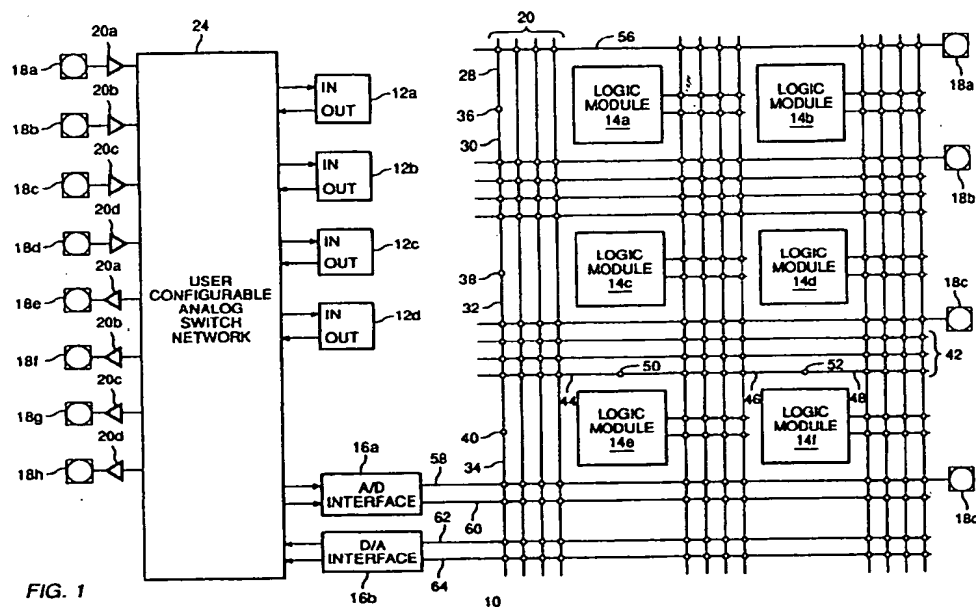 20a
24
20
56
18a
28
18a
20b
IN
OUT
12a
LOGIC
MODULE
14a
LOGIC
MODULE
14b
36
18b
30
20c
IN
OUT
12b
18b
18c
20d
IN
OUT
12c
18d
USER
CONFIGURABLE
ANALOG
SWITCH
NETWORK
38
LOGIC
MODULE
14c
LOGIC
MODULE
14d
20a
18e
32
18c
20b
IN
OUT
12d
18f
42
20c
50
52
44
46
48
18g
LOGIC
MODULE
14e
LOGIC
MODULE
14f
20d
40
18h
16a
58
34
A/D
INTERFACE
60
18d
62
D/A
INTERFACE
64
16b
FIG. 1
10